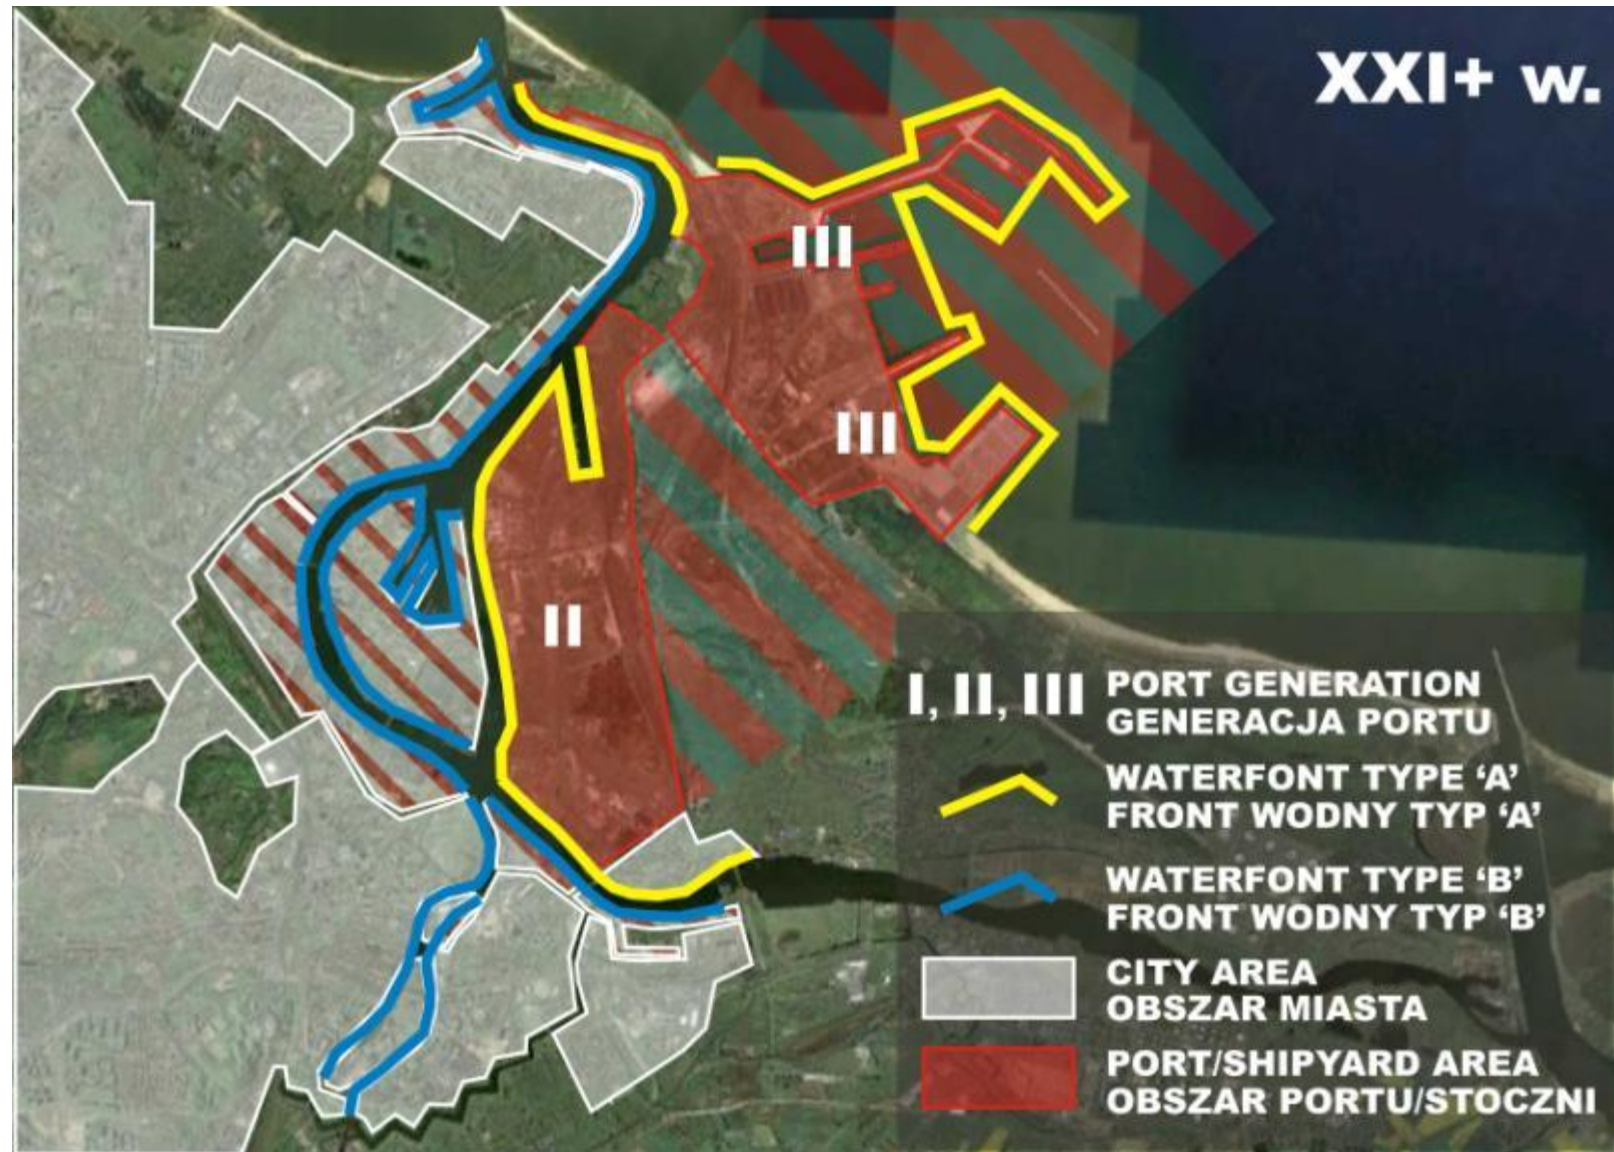 XXI+ w.
III
III
II
I, II, III PORT GENERATION
GENERACJA PORTU
WATERFONT TYPE ‘A’
FRONT WODNY TYP ‘A’
WATERFONT TYPE ‘B’
FRONT WODNY TYP ‘B’
CITY AREA
OBSZAR MIASTA
PORT/SHIPYARD AREA
OBSZAR PORTU/STOCZNI